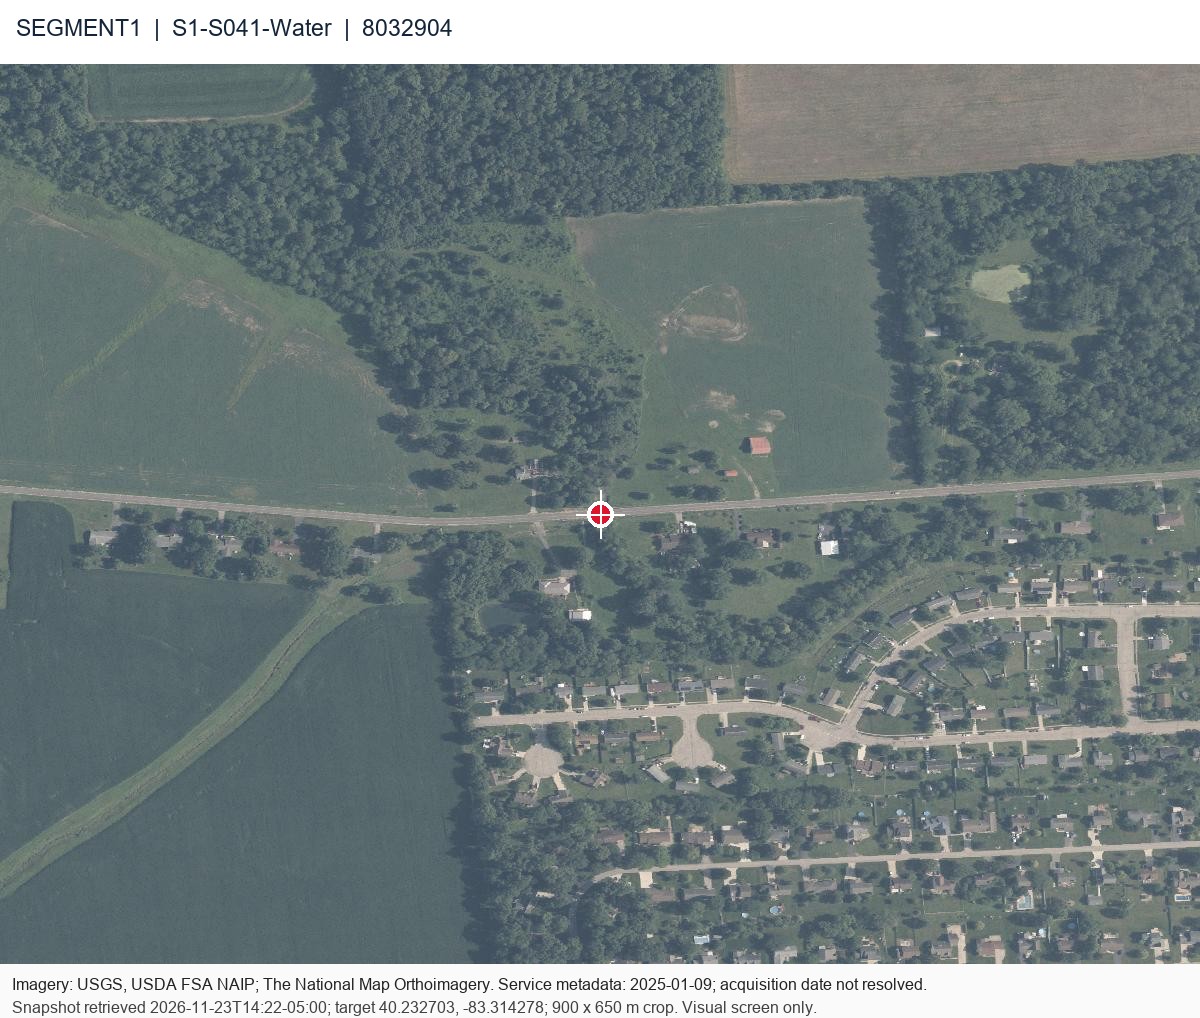 SEGMENT1 | S1-S041-Water | 8032904
Imagery: USGS, USDA FSA NAIP; The National Map Orthoimagery. Service metadata: 2025-01-09; acquisition date not resolved.
Snapshot retrieved 2026-11-23T14:22-05:00; target 40.232703, -83.314278; 900 x 650 m crop. Visual screen only.